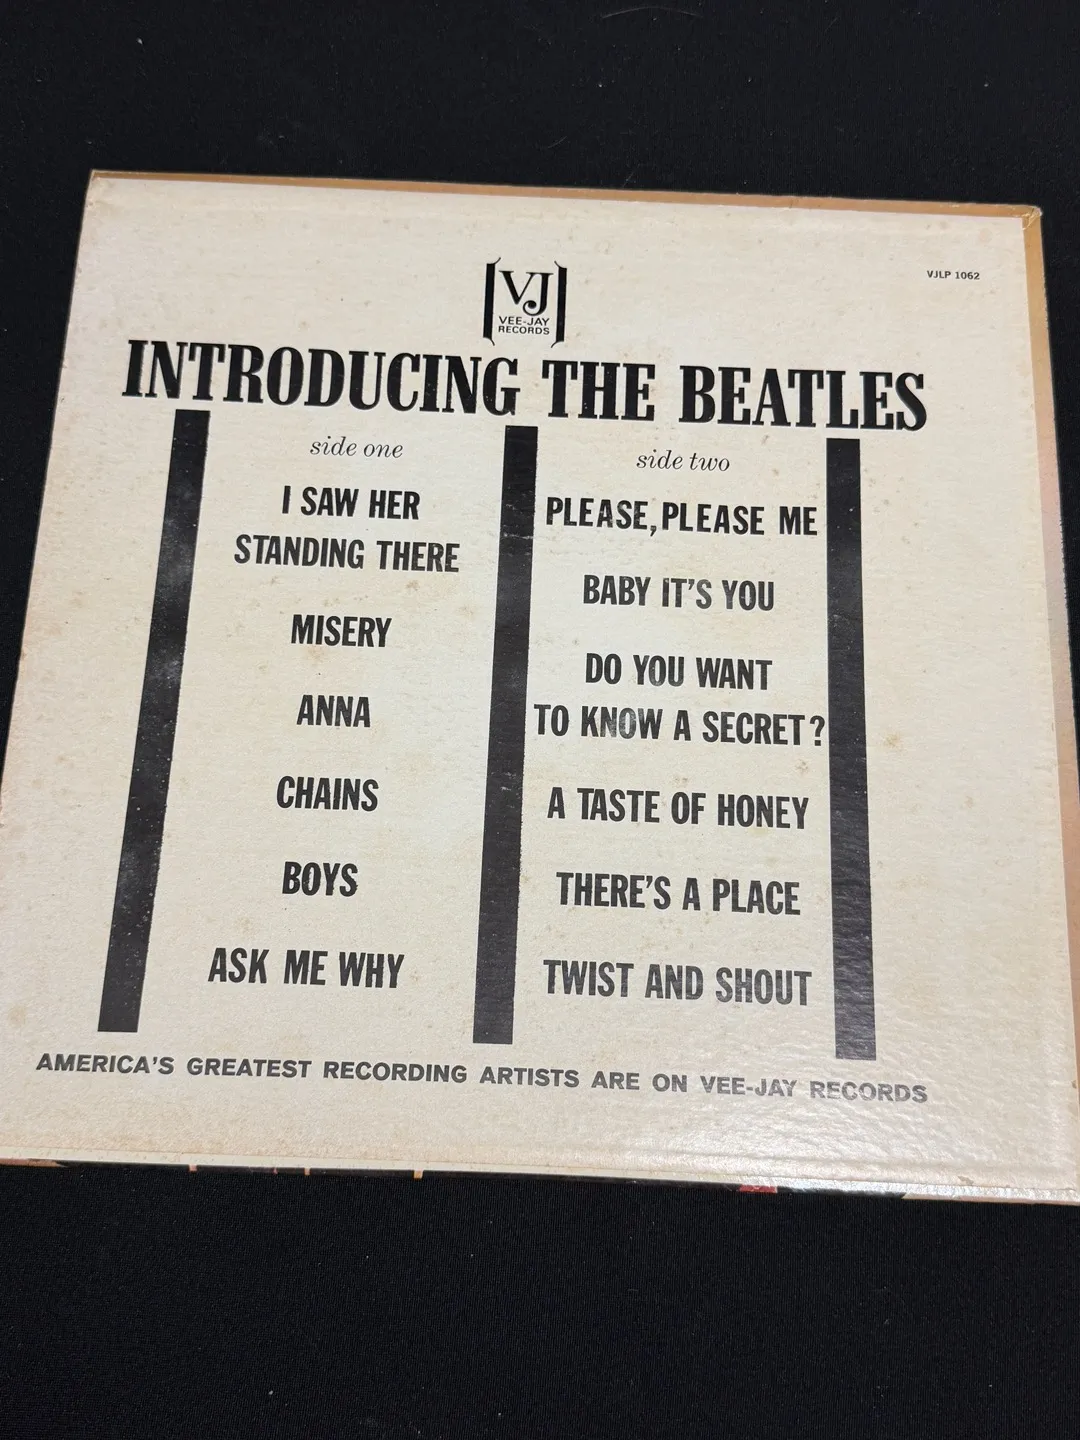 VJ
VEE-JAY
RECORDS
VJLP 1062
INTRODUCING THE BEATLES
side one
I SAW HER
STANDING THERE
MISERY
ANNA
CHAINS
BOYS
ASK ME WHY
side two
PLEASE, PLEASE ME
BABY IT'S YOU
DO YOU WANT
TO KNOW A SECRET?
A TASTE OF HONEY
THERE'S A PLACE
TWIST AND SHOUT
AMERICA'S GREATEST RECORDING ARTISTS ARE ON VEE-JAY RECORDS